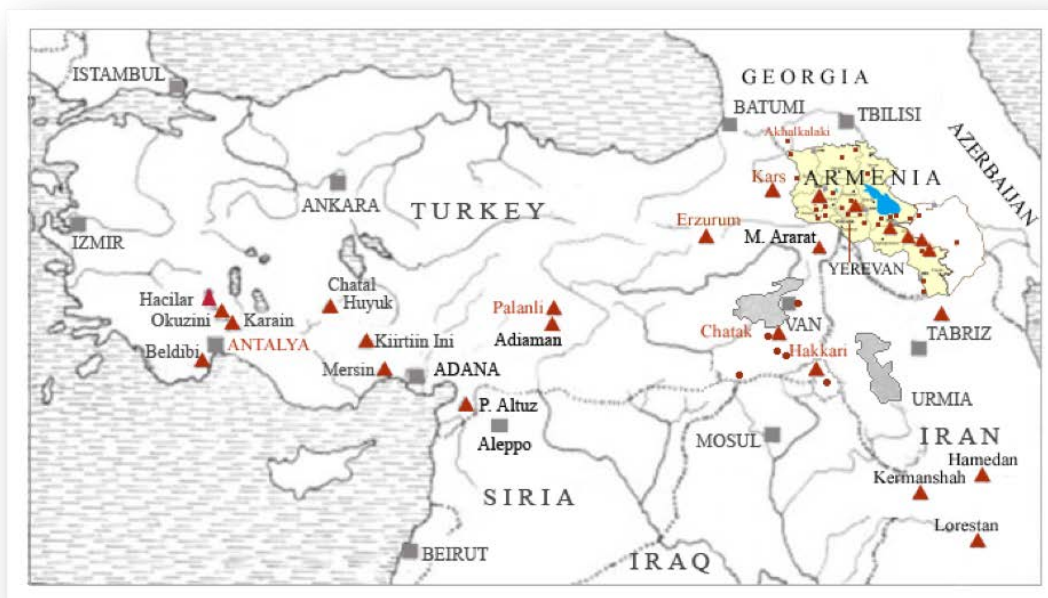 GEORGIA
ISTAMBUL
BATUMI
TBILISI
Akhalkalaki
AZERBAIJAN
Kars
ARMENIA
ANKARA
TURKEY
Erzurum
IZMIR
M. Ararat
YEREVAN
Chatal
Huyuk
Hacilar
Okuzini
Karain
Palanli
VAN
Adiaman
TABRIZ
Chatak
Beldibi
ANTALYA
Kiirtiin Ini
Hakkari
Mersin
ADANA
P. Altuz
URMIA
Aleppo
MOSUL
IRAN
Hamedan
Kermanshah
SIRIA
Lorestan
BEIRUT
IRAQ